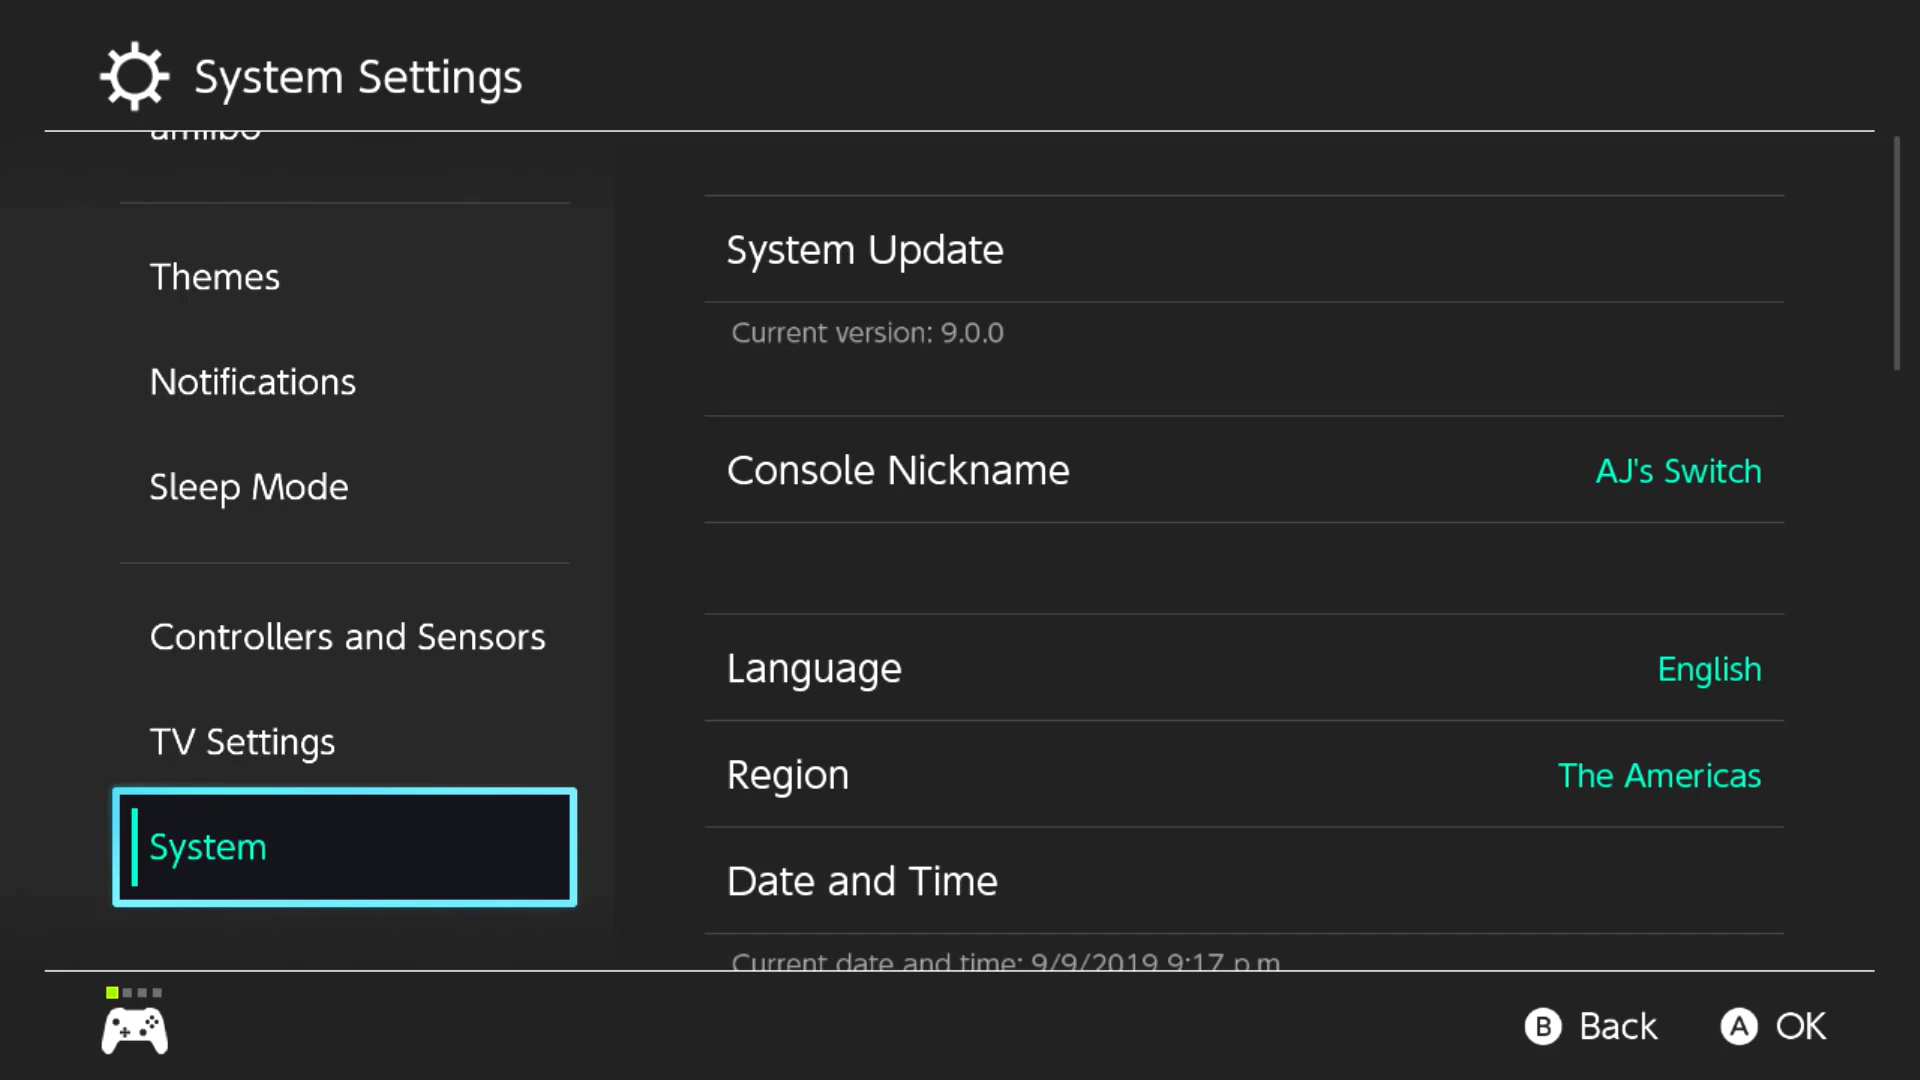 System Settings
amiibo
Themes
Notifications
Sleep Mode
Controllers and Sensors
TV Settings
System
System Update
Current version: 9.0.0
Console Nickname
AJ's Switch
Language
English
Region
The Americas
Date and Time
Current date and time: 9/9/2019 9:17 p.m.
B Back
A OK